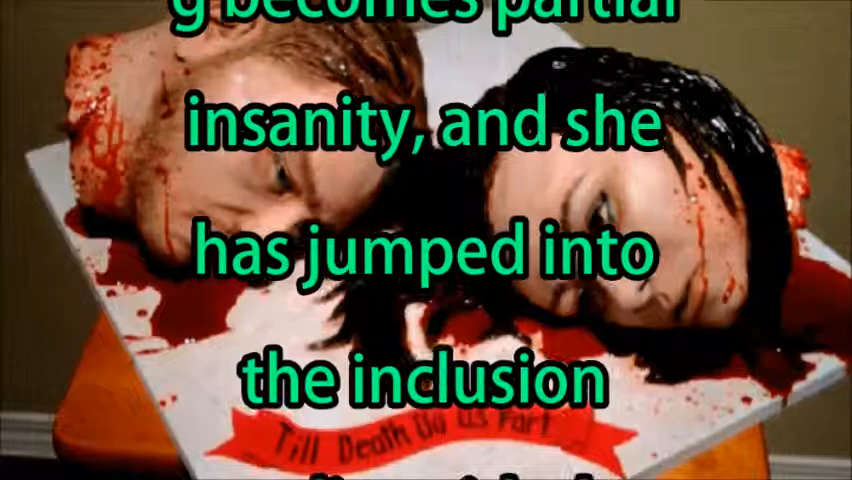 g becomes partial
insanity, and she
has jumped into
the inclusion
Till Death Do Us Part